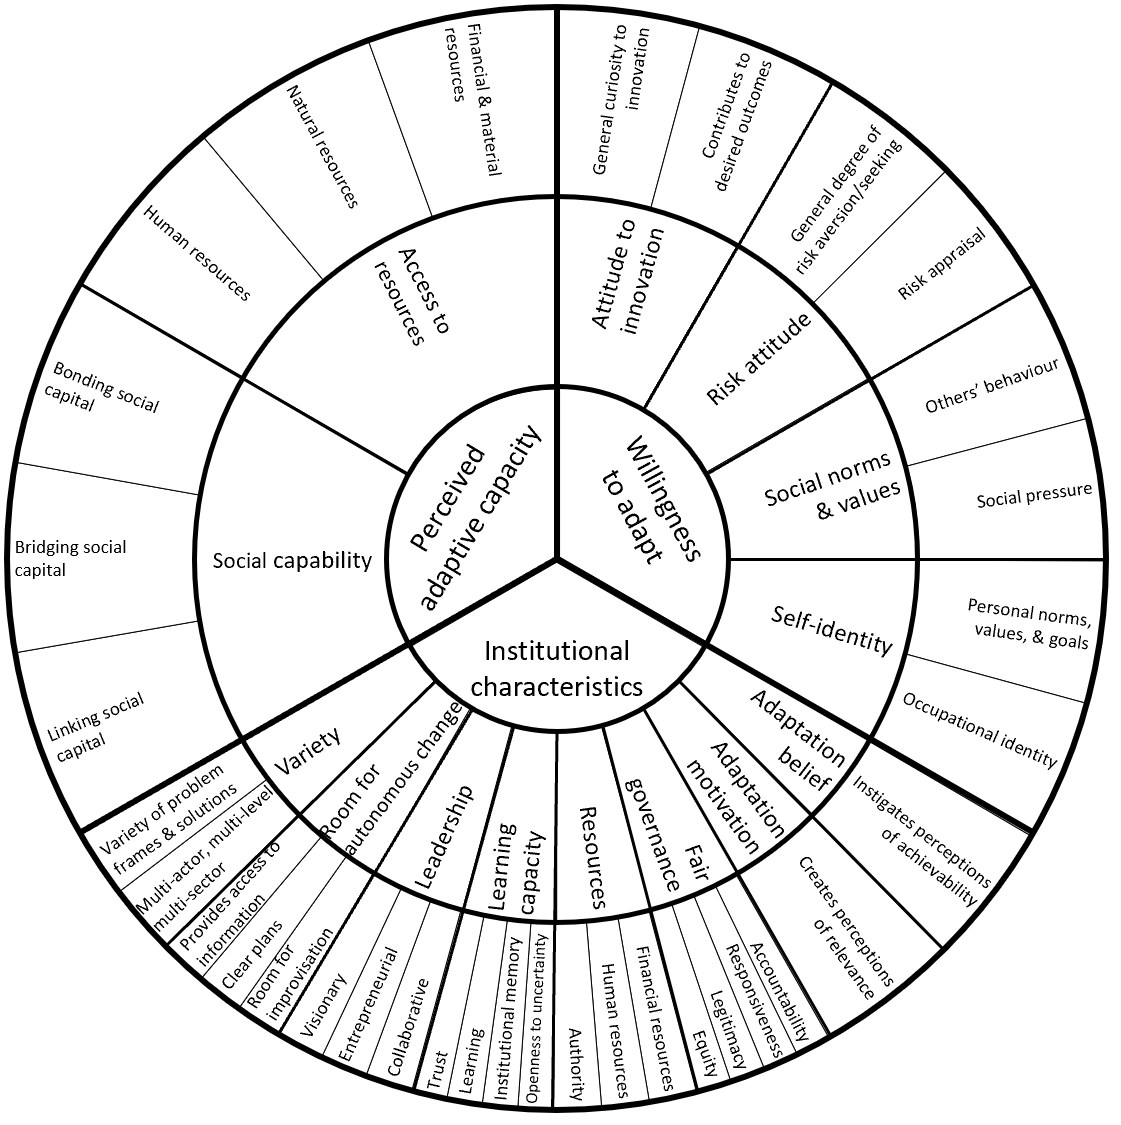 Perceived
adaptive capacity
Willingness
to adapt
Institutional
characteristics
Attitude to
innovation
Risk attitude
Social norms
& values
Self-identity
Adaptation
belief
Adaptation
motivation
Fair
governance
Resources
Learning
capacity
Leadership
Room for
autonomous change
Variety
Social capability
Access to
resources
General curiosity to
innovation
Contributes to
desired outcomes
General degree of
risk aversion/seeking
Risk appraisal
Others’ behaviour
Social pressure
Personal norms,
values, & goals
Occupational identity
Instigates perceptions
of achievability
Creates perceptions
of relevance
Accountability
Responsiveness
Legitimacy
Equity
Financial resources
Human resources
Authority
Openness to uncertainty
Institutional memory
Learning
Trust
Collaborative
Entrepreneurial
Visionary
Room for
improvisation
Clear plans
Provides access to
information
Multi-actor, multi-level,
multi-sector
Variety of problem
frames & solutions
Linking social
capital
Bridging social
capital
Bonding social
capital
Human resources
Natural resources
Financial & material
resources